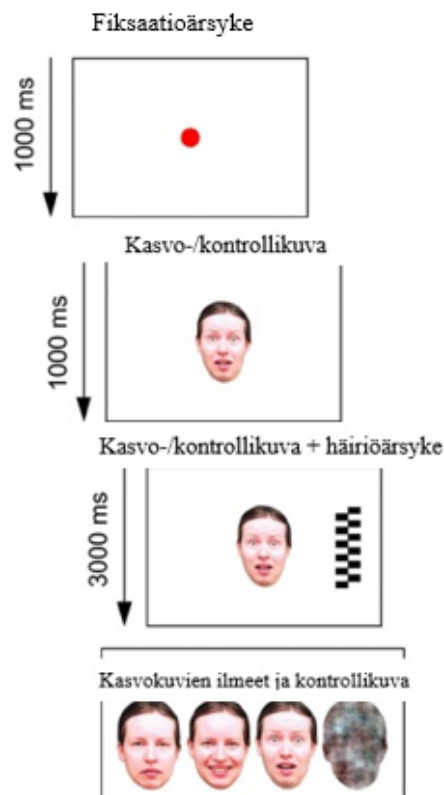 Fiksaatioärsyke
1000 ms
Kasvo-/kontrollikuva
1000 ms
Kasvo-/kontrollikuva + häiriöärsyke
3000 ms
Kasvokuvien ilmeet ja kontrollikuva